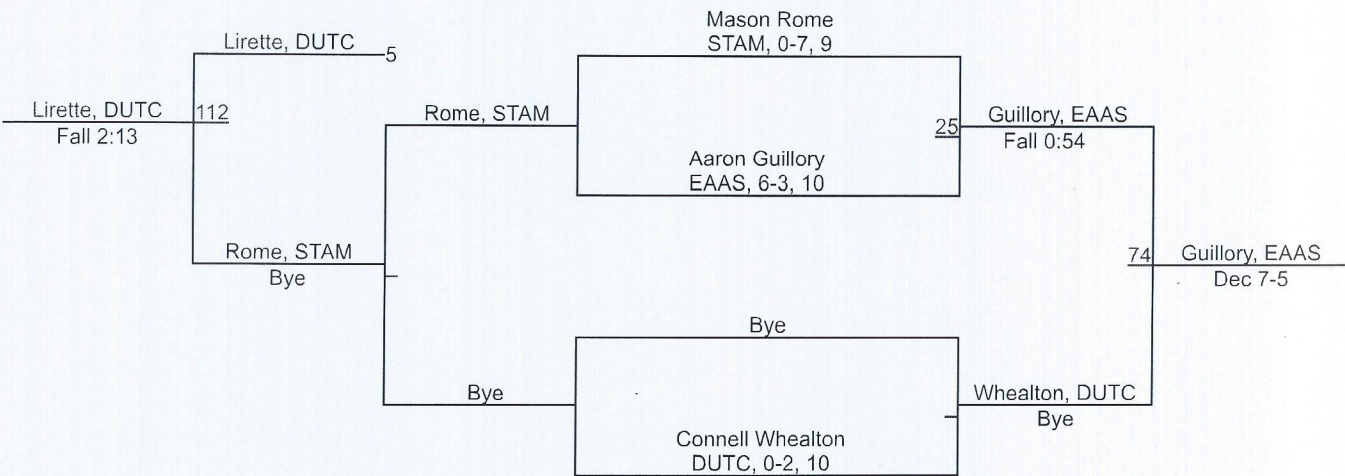 Mason Rome
STAM, 0-7, 9
Lirette, DUTC
5
Lirette, DUTC
112
Fall 2:13
Rome, STAM
25
Guillory, EAAS
Fall 0:54
Aaron Guillory
EAAS, 6-3, 10
Rome, STAM
Bye
74
Guillory, EAAS
Dec 7-5
Bye
Bye
Whealton, DUTC
Bye
Connell Whealton
DUTC, 0-2, 10